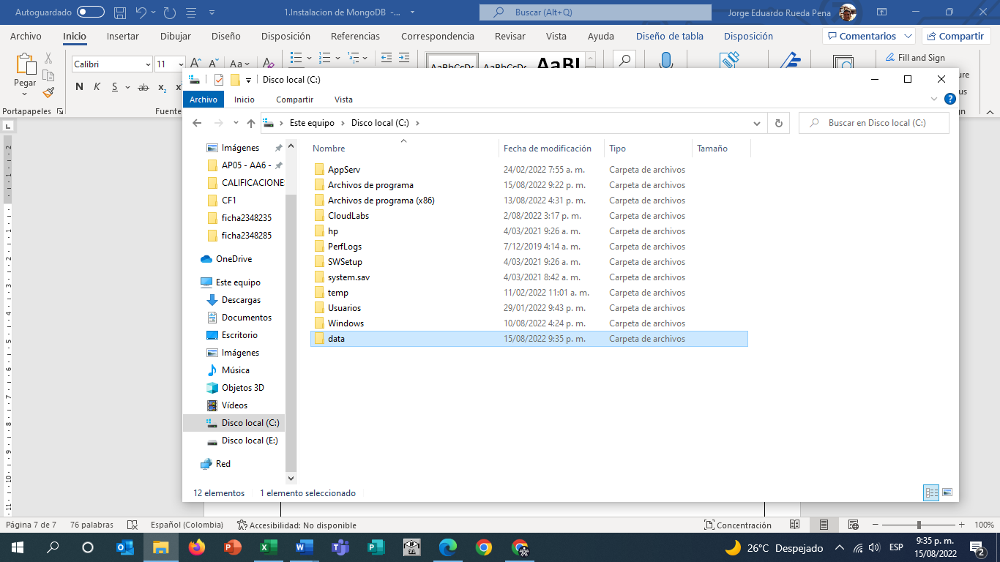 Autoguardado 1.Instalacion de MongoDB -... Buscar (Alt+Q) Jorge Eduardo Rueda Pena
Archivo Inicio Insertar Dibujar Diseño Disposición Referencias Correspondencia Revisar Vista Ayuda Diseño de tabla Disposición Comentarios Compartir
Calibri 11 A A Aa A AaBbCcDc AaBbCcDc AaBl Fill and Sign
Pegar
N K S ab x₂
Portapapeles Fuente
Disco local (C:)
Archivo Inicio Compartir Vista
Este equipo Disco local (C:) Buscar en Disco local (C:)
Nombre Fecha de modificación Tipo Tamaño
Imágenes
AP05 - AA6 -
CALIFICACIONE
CF1
ficha2348235
ficha2348285
OneDrive
Este equipo
Descargas
Documentos
Escritorio
Imágenes
Música
Objetos 3D
Vídeos
Disco local (C:)
Disco local (E:)
Red
AppServ 24/02/2022 7:55 a. m. Carpeta de archivos
Archivos de programa 15/08/2022 9:22 p. m. Carpeta de archivos
Archivos de programa (x86) 13/08/2022 4:31 p. m. Carpeta de archivos
CloudLabs 2/08/2022 3:17 p. m. Carpeta de archivos
hp 4/03/2021 9:26 a. m. Carpeta de archivos
PerfLogs 7/12/2019 4:14 a. m. Carpeta de archivos
SWSetup 4/03/2021 9:26 a. m. Carpeta de archivos
system.sav 4/03/2021 8:42 a. m. Carpeta de archivos
temp 11/02/2022 11:01 a. m. Carpeta de archivos
Usuarios 29/01/2022 9:43 p. m. Carpeta de archivos
Windows 10/08/2022 4:24 p. m. Carpeta de archivos
data 15/08/2022 9:35 p. m. Carpeta de archivos
12 elementos 1 elemento seleccionado
Página 7 de 7 76 palabras Español (Colombia) Accesibilidad: No disponible Concentración 100%
26°C Despejado ESP 9:35 p. m.
15/08/2022 2